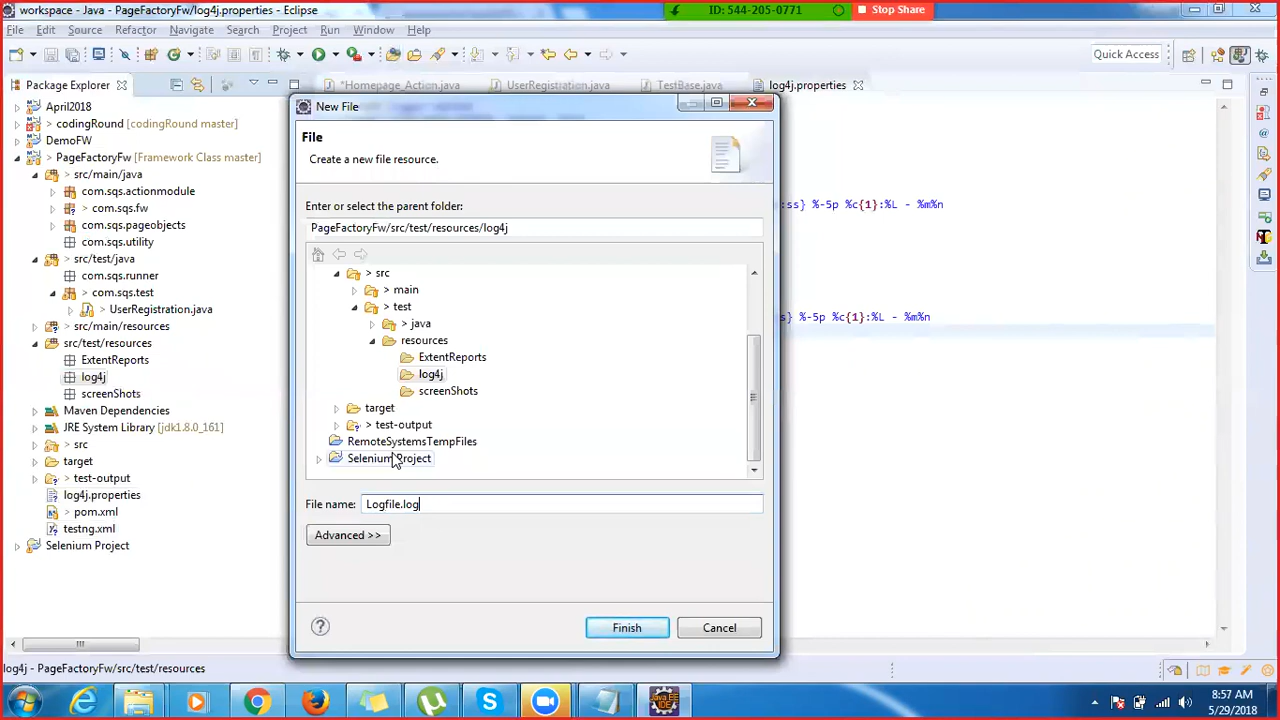 workspace - Java - PageFactoryFw/log4j.properties - Eclipse
ID: 544-205-0771
Stop Share
File Edit Source Refactor Navigate Search Project Run Window Help
Quick Access
Package Explorer
*Homepage_Action.java
UserRegistration.java
TestBase.java
log4j.properties
April2018
> codingRound [codingRound master]
DemoFW
> PageFactoryFw [Framework Class master]
> src/main/java
com.sqs.actionmodule
> com.sqs.fw
> com.sqs.pageobjects
com.sqs.utility
> src/test/java
com.sqs.runner
> com.sqs.test
> UserRegistration.java
> src/main/resources
src/test/resources
ExtentReports
log4j
screenShots
Maven Dependencies
JRE System Library [jdk1.8.0_161]
> src
target
> test-output
log4j.properties
> pom.xml
testng.xml
Selenium Project
New File
File
Create a new file resource.
Enter or select the parent folder:
PageFactoryFw/src/test/resources/log4j
> src
> main
> test
> java
resources
ExtentReports
log4j
screenShots
target
> test-output
RemoteSystemsTempFiles
Selenium Project
File name: Logfile.log
Advanced >>
Finish
Cancel
:ss} %-5p %c{1}:%L - %m%n
s} %-5p %c{1}:%L - %m%n
log4j - PageFactoryFw/src/test/resources
8:57 AM
5/29/2018